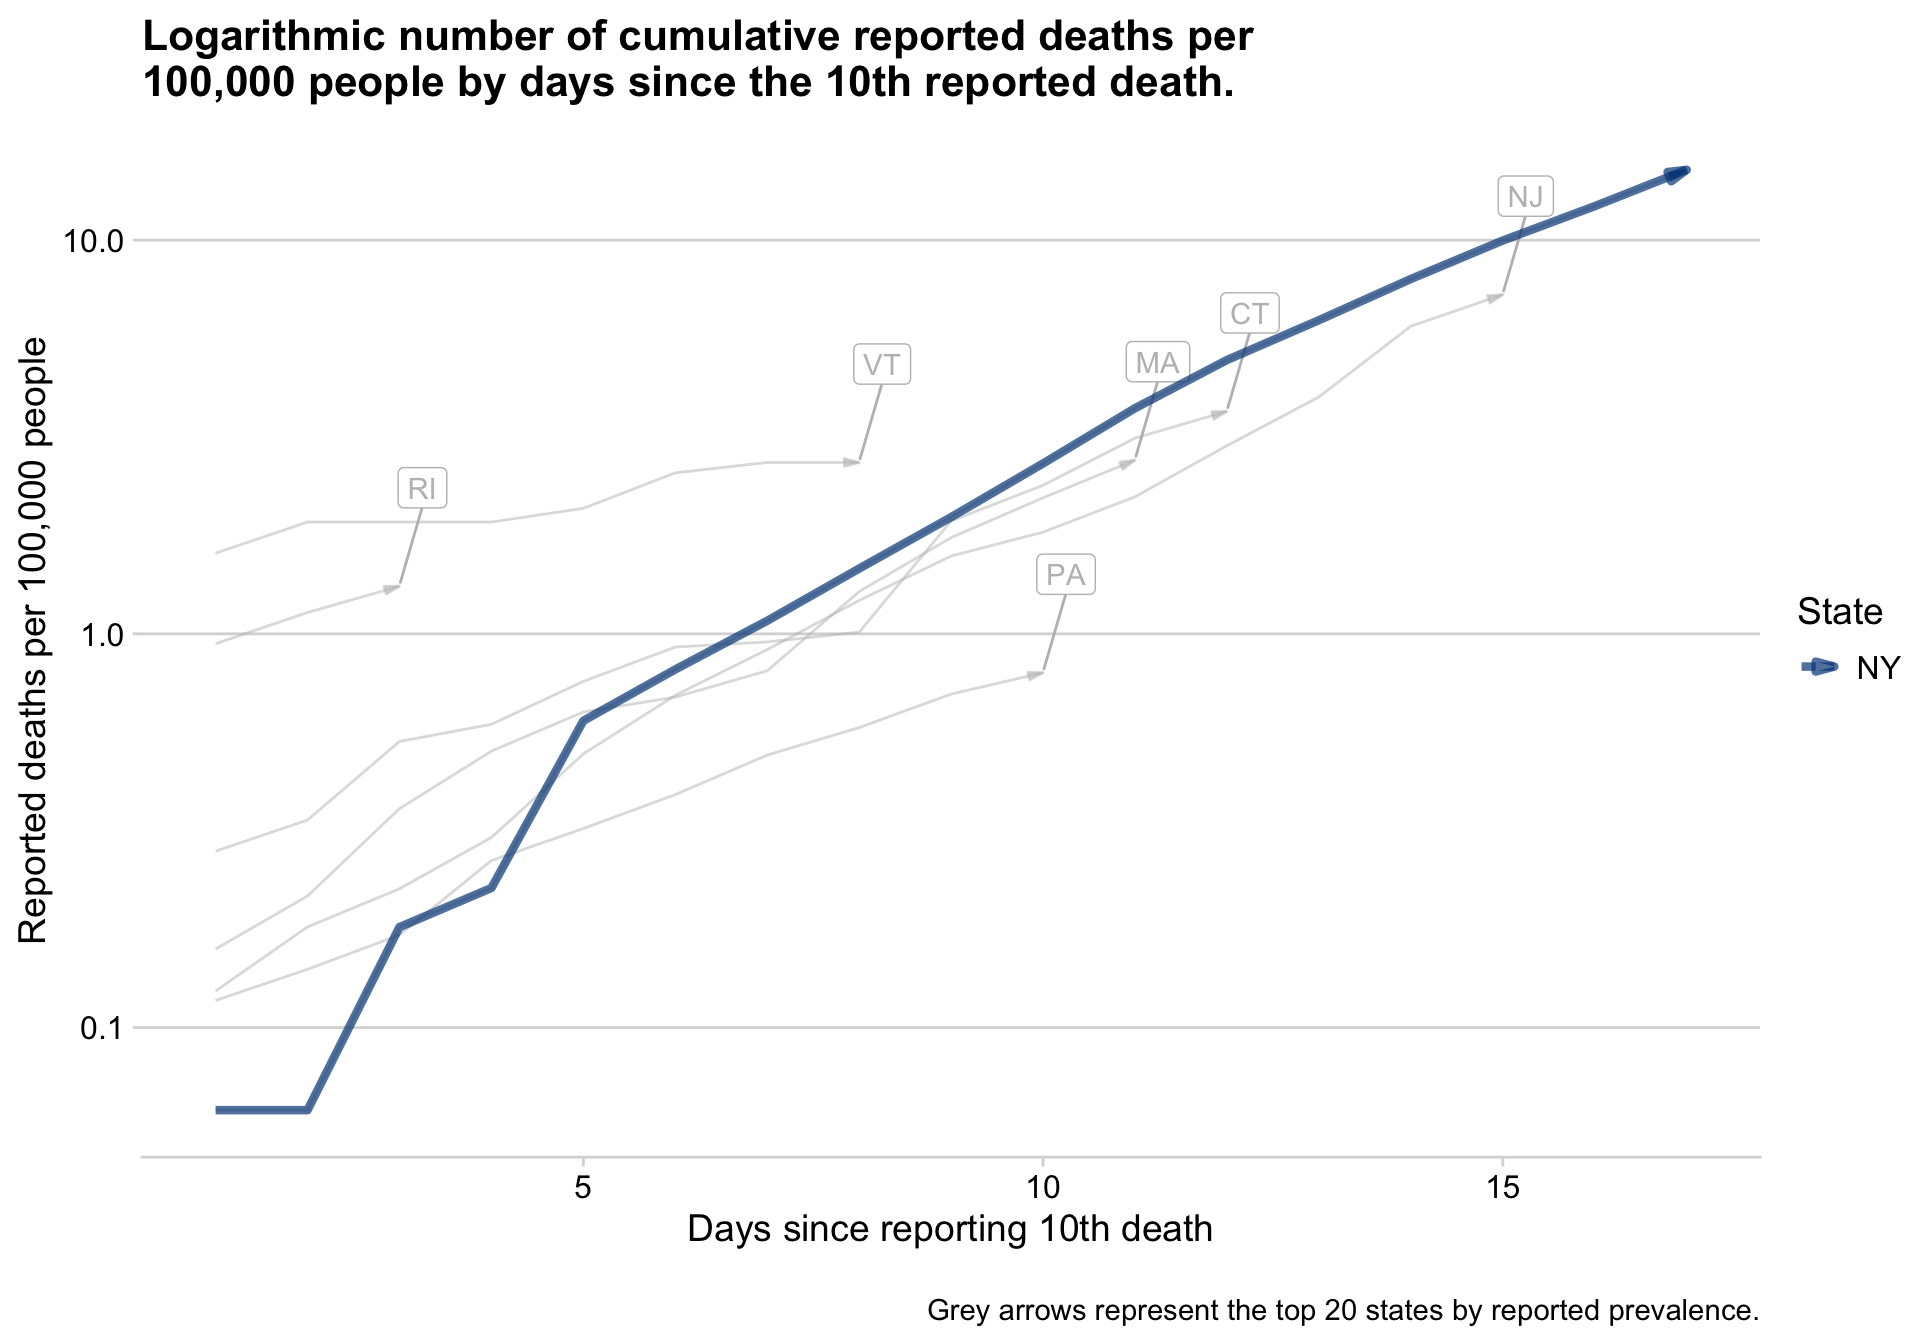 Logarithmic number of cumulative reported deaths per
100,000 people by days since the 10th reported death.
Reported deaths per 100,000 people
10.0
1.0
0.1
RI
VT
MA
CT
NJ
PA
State
NY
5
10
15
Days since reporting 10th death
Grey arrows represent the top 20 states by reported prevalence.